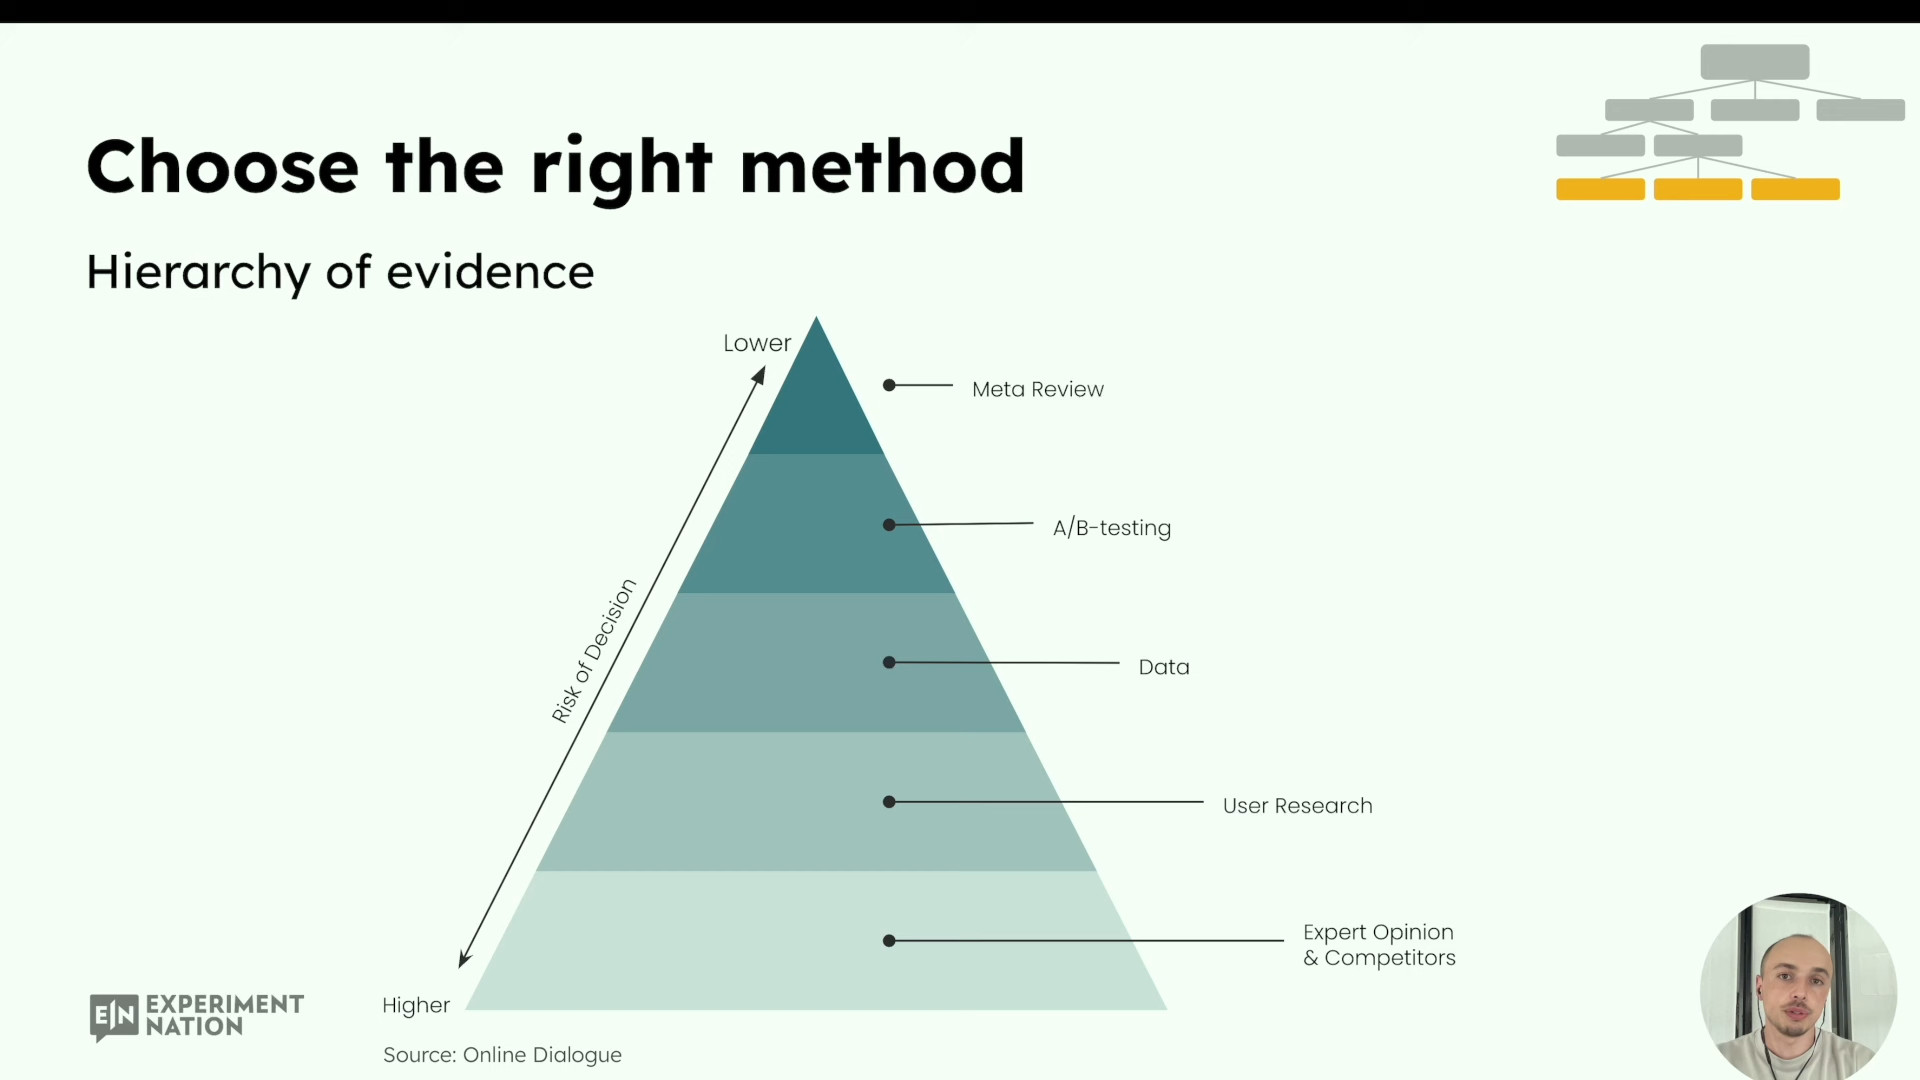 Choose the right method
Hierarchy of evidence
Lower
Meta Review
A/B-testing
Risk of Decision
Data
User Research
Expert Opinion
& Competitors
Higher
EN EXPERIMENT
NATION
Source: Online Dialogue